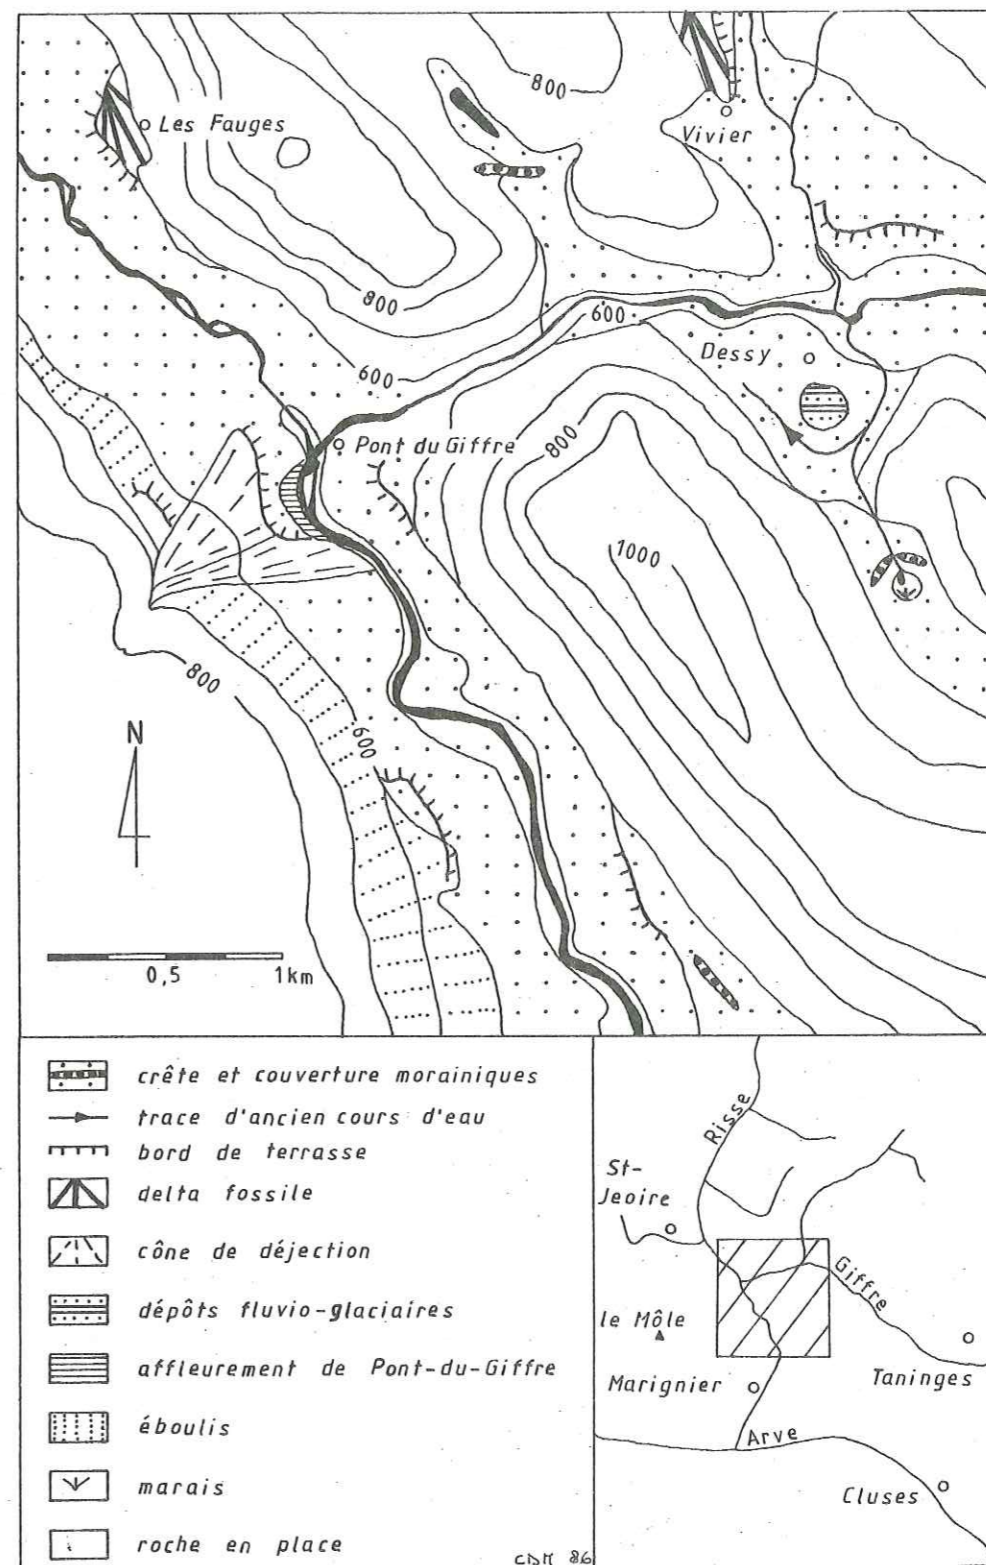 800
Les Fauges
Vivier
800
600
600
Dessy
800
Pont du Giffre
1000
800
600
N
0,5 1km
crête et couverture morainiques
trace d'ancien cours d'eau
bord de terrasse
delta fossile
cône de déjection
dépôts fluvio-glaciaires
affleurement de Pont-du-Giffre
éboulis
marais
roche en place
CDM 86
Risse
St-
Jeoire
Giffre
le Môle
Taninges
Marignier
Arve
Cluses